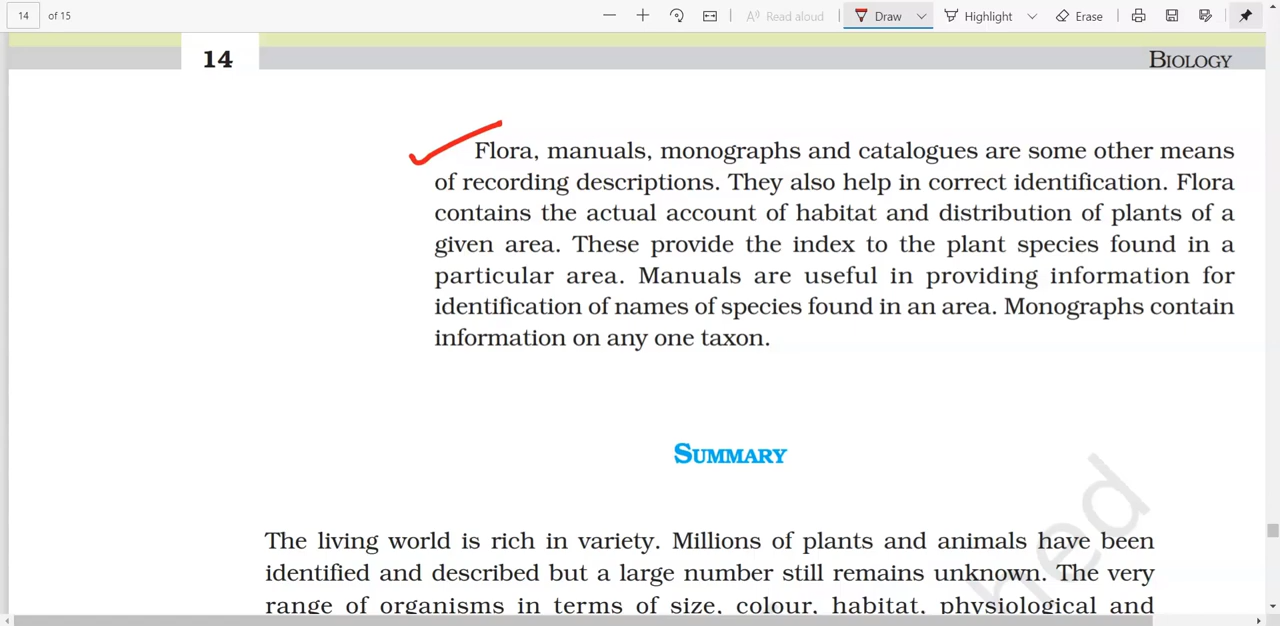 14 of 15 Read aloud Draw Highlight Erase
14 BIOLOGY
Flora, manuals, monographs and catalogues are some other means
of recording descriptions. They also help in correct identification. Flora
contains the actual account of habitat and distribution of plants of a
given area. These provide the index to the plant species found in a
particular area. Manuals are useful in providing information for
identification of names of species found in an area. Monographs contain
information on any one taxon.
SUMMARY
The living world is rich in variety. Millions of plants and animals have been
identified and described but a large number still remains unknown. The very
range of organisms in terms of size, colour, habitat, physiological and